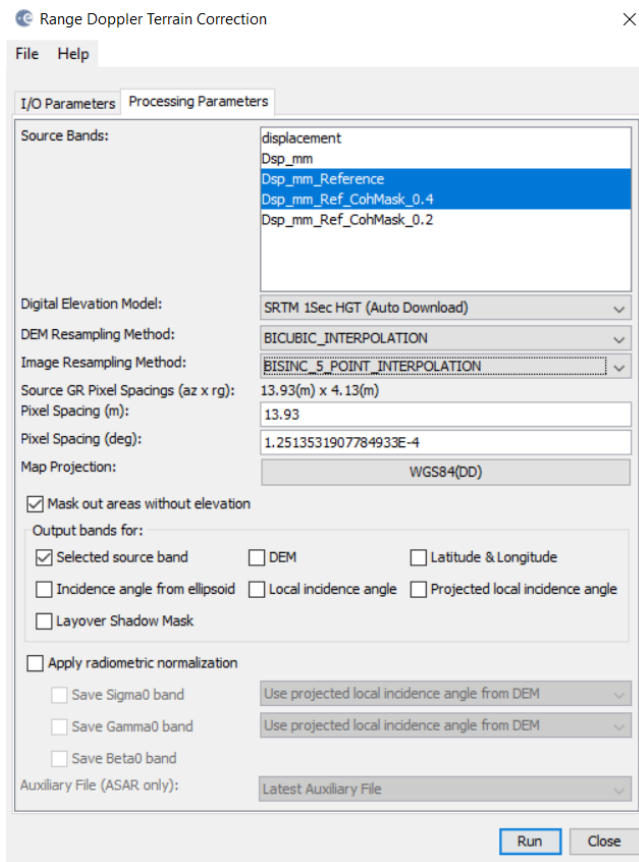 Range Doppler Terrain Correction
File Help
I/O Parameters Processing Parameters
Source Bands:
displacement
Dsp_mm
Dsp_mm_Reference
Dsp_mm_Ref_CohMask_0.4
Dsp_mm_Ref_CohMask_0.2
Digital Elevation Model: SRTM 1Sec HGT (Auto Download)
DEM Resampling Method: BICUBIC_INTERPOLATION
Image Resampling Method: BISINC_5_POINT_INTERPOLATION
Source GR Pixel Spacings (az x rg): 13.93(m) x 4.13(m)
Pixel Spacing (m): 13.93
Pixel Spacing (deg): 1.2513531907784933E-4
Map Projection: WGS84(DD)
Mask out areas without elevation
Output bands for:
Selected source band DEM Latitude & Longitude
Incidence angle from ellipsoid Local incidence angle Projected local incidence angle
Layover Shadow Mask
Apply radiometric normalization
Save Sigma0 band Use projected local incidence angle from DEM
Save Gamma0 band Use projected local incidence angle from DEM
Save Beta0 band
Auxiliary File (ASAR only): Latest Auxiliary File
Run Close